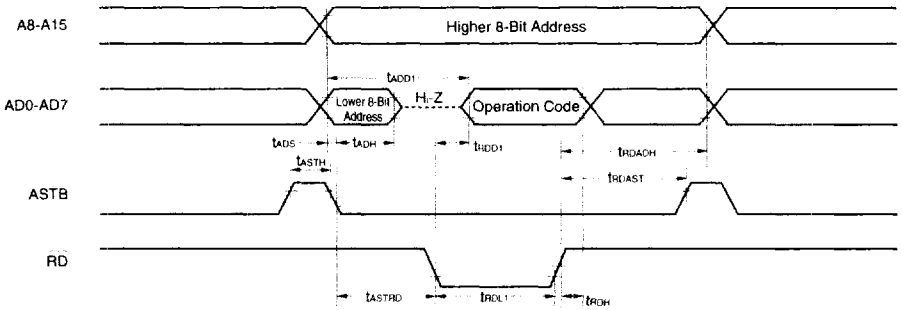 A8-A15
Higher 8-Bit Address
tADD1
AD0-AD7
Lower 8-Bit
Address
Hi-Z
Operation Code
tADS
tADH
tRDD1
tRDADH
tASTH
tRDAST
ASTB
RD
tASTRD
tRDL1
tRDH